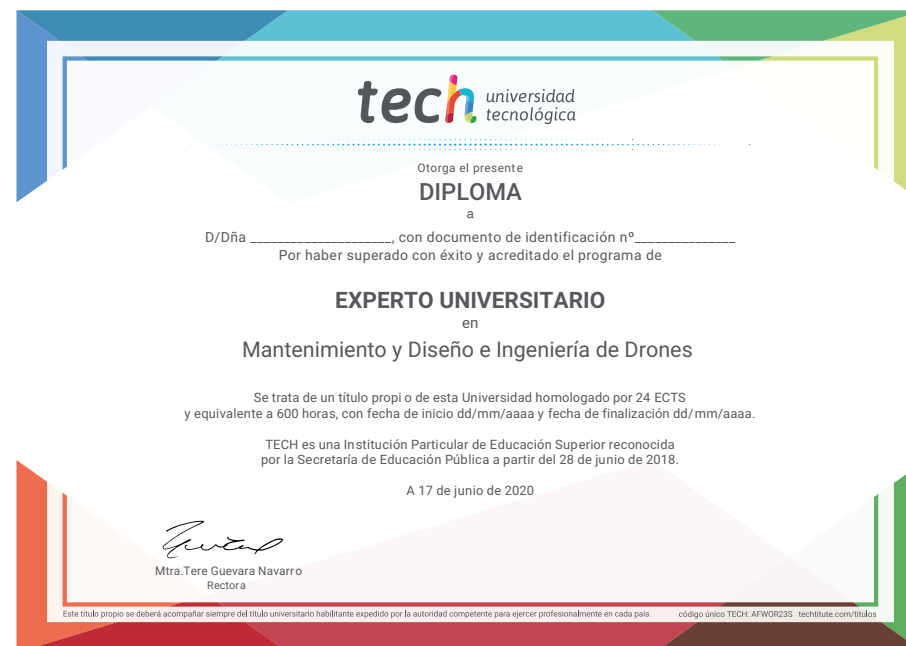 tech universidad
tecnológica
Otorga el presente
DIPLOMA
a
D/Dña _____________________, con documento de identificación nº_______________
Por haber superado con éxito y acreditado el programa de
EXPERTO UNIVERSITARIO
en
Mantenimiento y Diseño e Ingeniería de Drones
Se trata de un título propio de esta Universidad homologado por 24 ECTS
y equivalente a 600 horas, con fecha de inicio dd/mm/aaaa y fecha de finalización dd/mm/aaaa.
TECH es una Institución Particular de Educación Superior reconocida
por la Secretaría de Educación Pública a partir del 28 de junio de 2018.
A 17 de junio de 2020
Mtra.Tere Guevara Navarro
Rectora
Este título propio se deberá acompañar siempre del título universitario habilitante expedido por la autoridad competente para ejercer profesionalmente en cada país. código único TECH: AFWOR23S techtitute.com/titulos